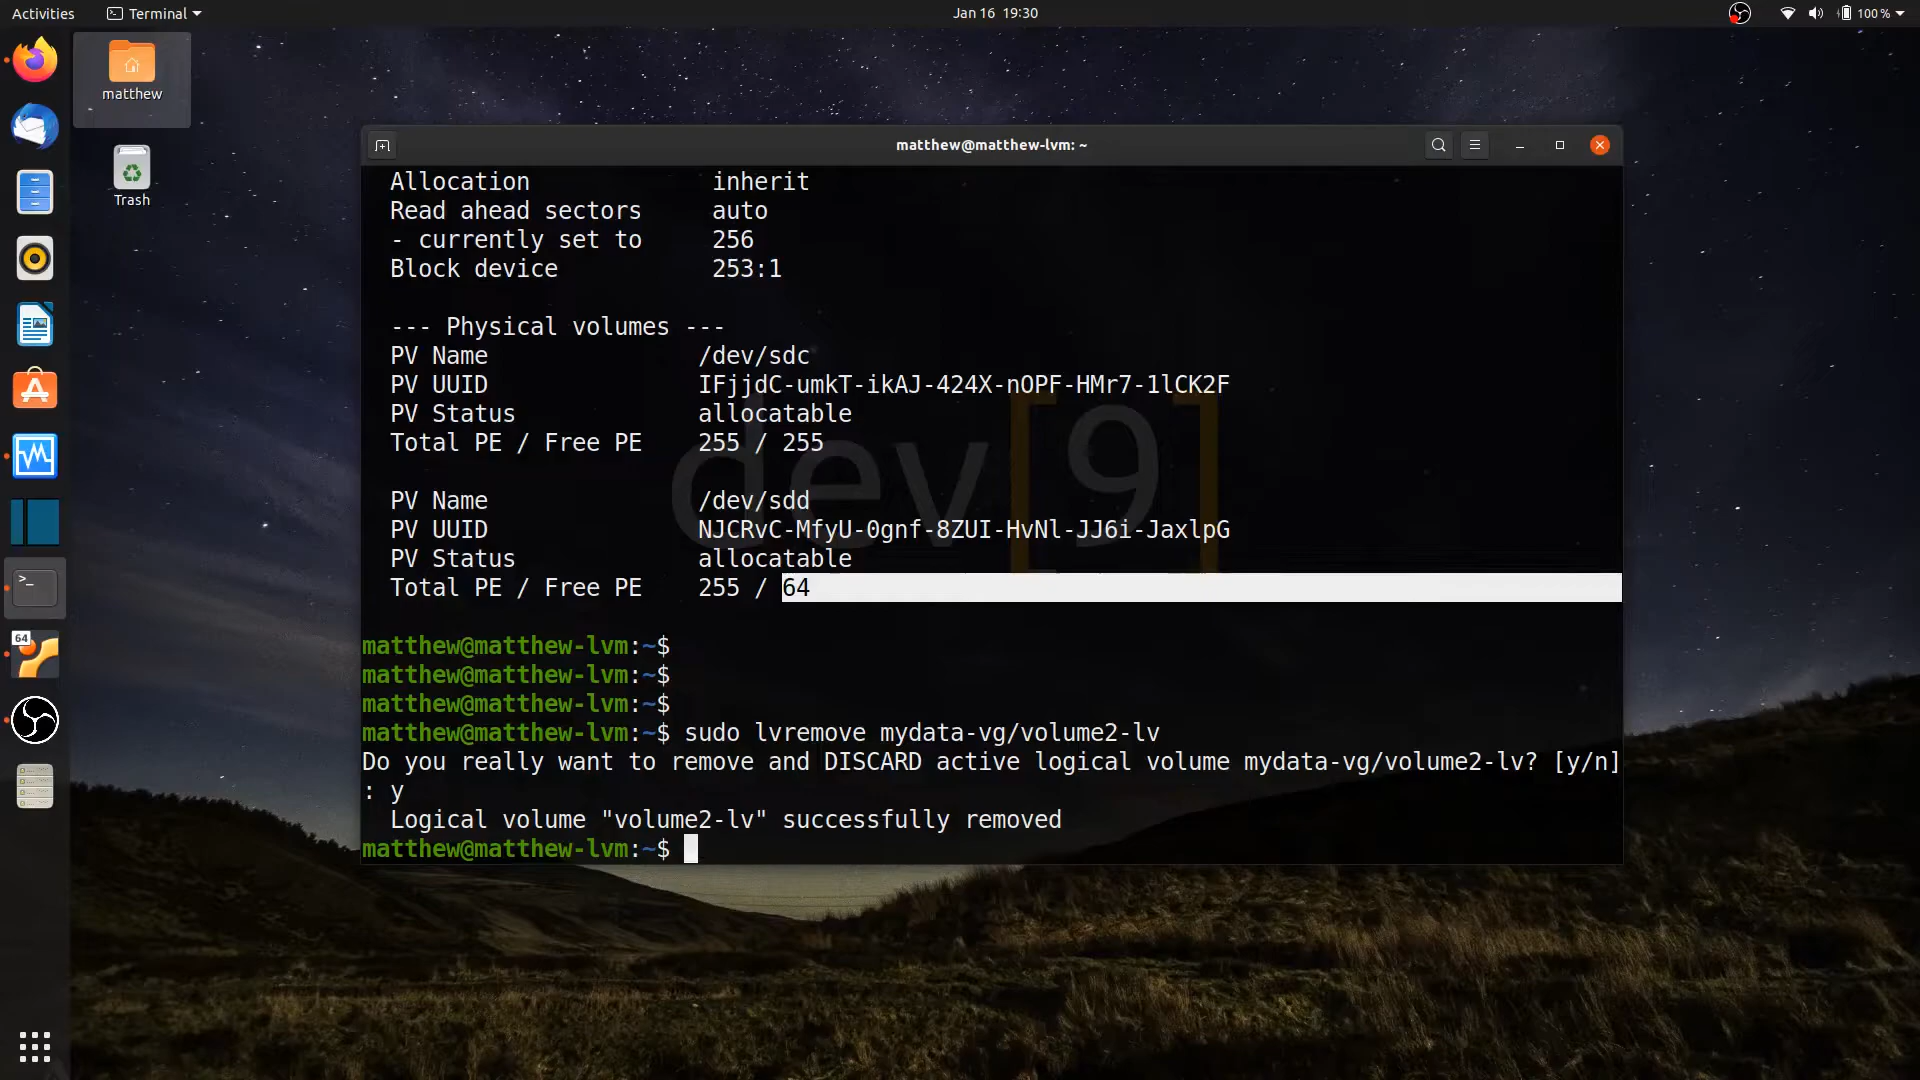 Activities
Terminal
Jan 16 19:30
100 %
matthew
Trash
matthew@matthew-lvm: ~
Allocation inherit
Read ahead sectors auto
- currently set to 256
Block device 253:1
--- Physical volumes ---
PV Name /dev/sdc
PV UUID IFjjdC-umkT-ikAJ-424X-nOPF-HMr7-1lCK2F
PV Status allocatable
Total PE / Free PE 255 / 255
PV Name /dev/sdd
PV UUID NJCRvC-MfyU-0gnf-8ZUI-HvNl-JJ6i-JaxlpG
PV Status allocatable
Total PE / Free PE 255 / 64
dev[9]
matthew@matthew-lvm:~$
matthew@matthew-lvm:~$
matthew@matthew-lvm:~$
matthew@matthew-lvm:~$ sudo lvremove mydata-vg/volume2-lv
Do you really want to remove and DISCARD active logical volume mydata-vg/volume2-lv? [y/n]
: y
Logical volume "volume2-lv" successfully removed
matthew@matthew-lvm:~$
64